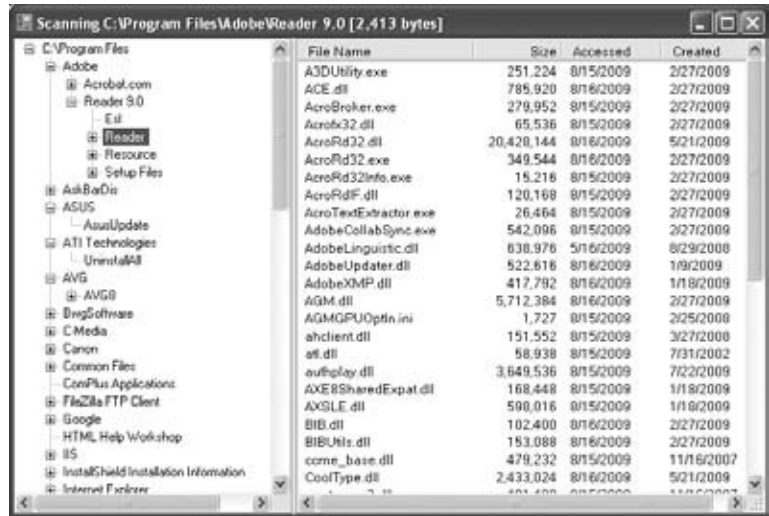 Scanning C:\Program Files\Adobe\Reader 9.0 [2,413 bytes]
C:\Program Files
Adobe
Acrobat.com
Reader 9.0
Esl
Reader
Resource
Setup Files
AskBarDis
ASUS
AsusUpdate
ATI Technologies
UninstallAll
AVG
AVG8
BwgSoftware
C-Media
Canon
Common Files
ComPlus Applications
FileZilla FTP Client
Google
HTML Help Workshop
IIS
InstallShield Installation Information
Internet Explorer
File Name Size Accessed Created
A3DUtility.exe 251,224 8/15/2009 2/27/2009
ACE.dll 785,920 8/16/2009 2/27/2009
AcroBroker.exe 279,952 8/15/2009 2/27/2009
Acrofx32.dll 65,536 8/15/2009 2/27/2009
AcroRd32.dll 20,428,144 8/16/2009 5/21/2009
AcroRd32.exe 349,544 8/16/2009 2/27/2009
AcroRd32Info.exe 15,216 8/15/2009 2/27/2009
AcroRdIF.dll 120,168 8/15/2009 2/27/2009
AcroTextExtractor.exe 26,464 8/15/2009 2/27/2009
AdobeCollabSync.exe 542,096 8/15/2009 2/27/2009
AdobeLinguistic.dll 638,976 5/16/2009 8/29/2008
AdobeUpdater.dll 522,616 8/16/2009 1/9/2009
AdobeXMP.dll 417,792 8/16/2009 1/18/2009
AGM.dll 5,712,384 8/16/2009 2/27/2009
AGMGPUOptIn.ini 1,727 8/15/2009 2/25/2008
ahclient.dll 151,552 8/15/2009 3/27/2008
atl.dll 58,938 8/15/2009 7/31/2002
authplay.dll 3,649,536 8/15/2009 7/22/2009
AXE8SharedExpat.dll 168,448 8/15/2009 1/18/2009
AXSLE.dll 590,016 8/15/2009 1/18/2009
BIB.dll 102,400 8/16/2009 2/27/2009
BIBUtils.dll 153,088 8/16/2009 2/27/2009
ccme_base.dll 479,232 8/15/2009 11/16/2007
CoolType.dll 2,433,024 8/16/2009 5/21/2009